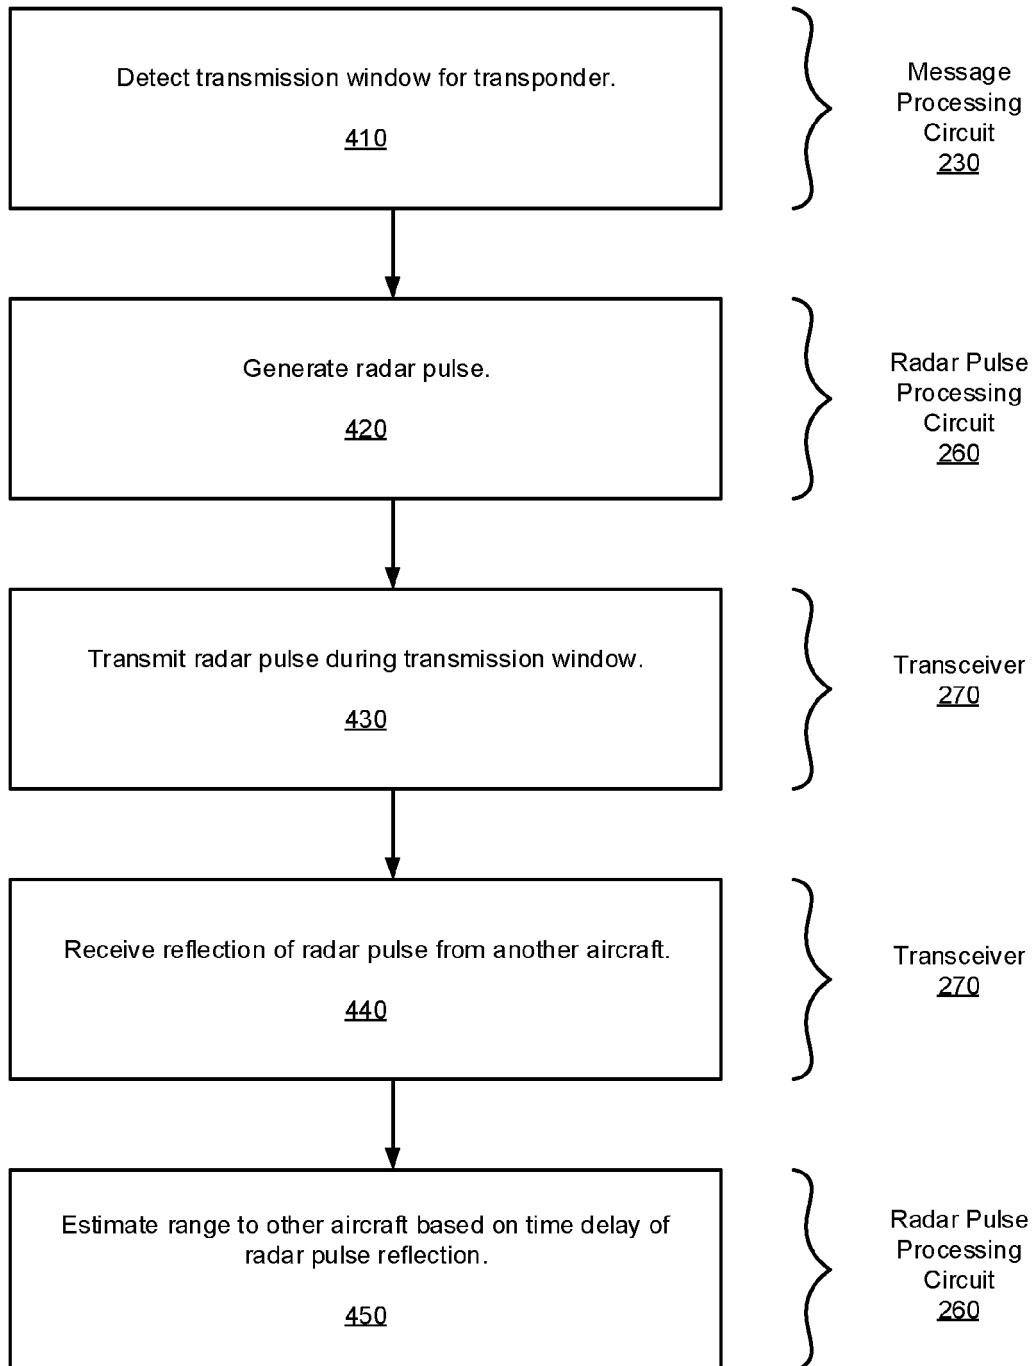 Detect transmission window for transponder.
410
Message
Processing
Circuit
230
Generate radar pulse.
420
Radar Pulse
Processing
Circuit
260
Transmit radar pulse during transmission window.
430
Transceiver
270
Receive reflection of radar pulse from another aircraft.
440
Transceiver
270
Estimate range to other aircraft based on time delay of
radar pulse reflection.
450
Radar Pulse
Processing
Circuit
260